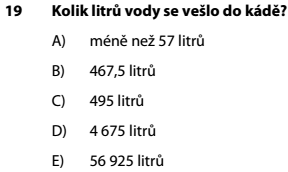 19 Kolik litrů vody se vešlo do kádě?
A) méně než 57 litrů
B) 467,5 litrů
C) 495 litrů
D) 4 675 litrů
E) 56 925 litrů